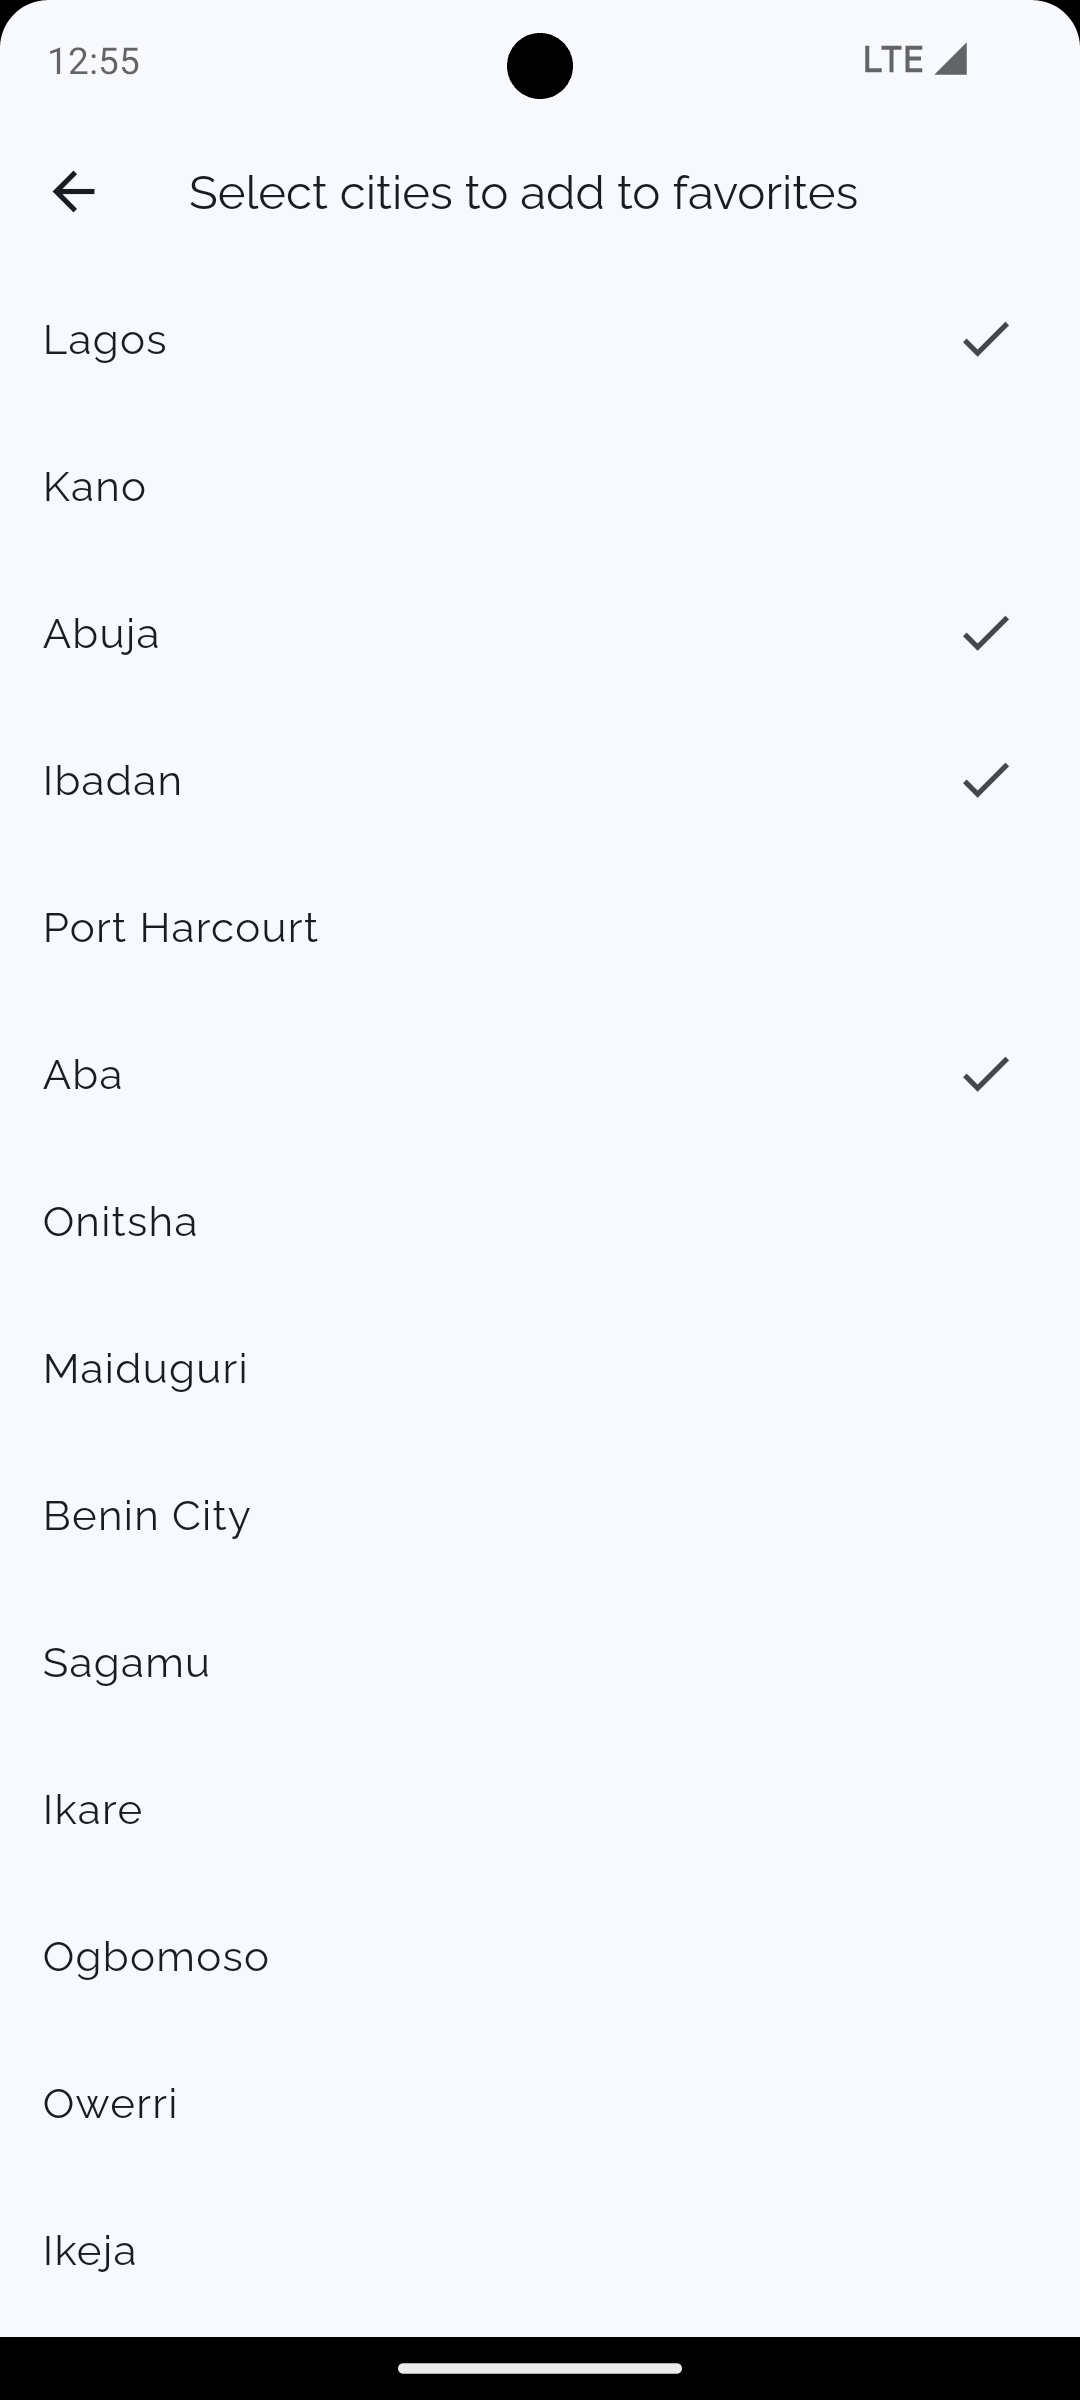 12:55
LTE
Select cities to add to favorites
Lagos
Kano
Abuja
Ibadan
Port Harcourt
Aba
Onitsha
Maiduguri
Benin City
Sagamu
Ikare
Ogbomoso
Owerri
Ikeja